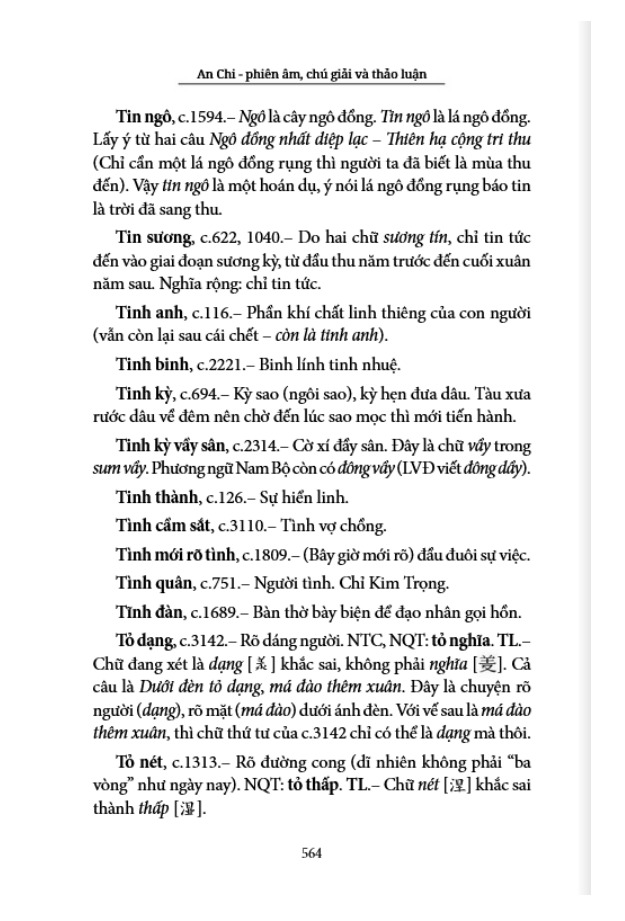 An Chi - phiên âm, chú giải và thảo luận
Tin ngô, c.1594.– Ngô là cây ngô đồng. Tin ngô là lá ngô đồng.
Lấy ý từ hai câu Ngô đồng nhất diệp lạc – Thiên hạ cộng tri thu
(Chỉ cần một lá ngô đồng rụng thì người ta đã biết là mùa thu
đến). Vậy tin ngô là một hoán dụ, ý nói lá ngô đồng rụng báo tin
là trời đã sang thu.
Tin sương, c.622, 1040.– Do hai chữ sương tín, chỉ tin tức
đến vào giai đoạn sương kỳ, từ đầu thu năm trước đến cuối xuân
năm sau. Nghĩa rộng: chỉ tin tức.
Tinh anh, c.116.– Phần khí chất linh thiêng của con người
(vẫn còn lại sau cái chết – còn là tinh anh).
Tinh binh, c.2221.– Binh lính tinh nhuệ.
Tinh kỳ, c.694.– Kỳ sao (ngôi sao), kỳ hẹn đưa dâu. Tàu xưa
rước dâu về đêm nên chờ đến lúc sao mọc thì mới tiến hành.
Tinh kỳ vầy sân, c.2314.– Cờ xí đầy sân. Đây là chữ vầy trong
sum vầy. Phương ngữ Nam Bộ còn có đông vầy (LVĐ viết đông dầy).
Tinh thành, c.126.– Sự hiển linh.
Tình cầm sắt, c.3110.– Tình vợ chồng.
Tình mới rõ tình, c.1809.– (Bây giờ mới rõ) đầu đuôi sự việc.
Tình quân, c.751.– Người tình. Chỉ Kim Trọng.
Tĩnh đàn, c.1689.– Bàn thờ bày biện để đạo nhân gọi hồn.
Tỏ dạng, c.3142.– Rõ dáng người. NTC, NQT: tỏ nghĩa. TL.–
Chữ đang xét là dạng [] khắc sai, không phải nghĩa []. Cả
câu là Dưới đèn tỏ dạng, má đào thêm xuân. Đây là chuyện rõ
người (dạng), rõ mặt (má đào) dưới ánh đèn. Với vế sau là má đào
thêm xuân, thì chữ thứ tư của c.3142 chỉ có thể là dạng mà thôi.
Tỏ nét, c.1313.– Rõ đường cong (dĩ nhiên không phải “ba
vòng” như ngày nay). NQT: tỏ thấp. TL.– Chữ nét [涅] khắc sai
thành thấp [湿].
564